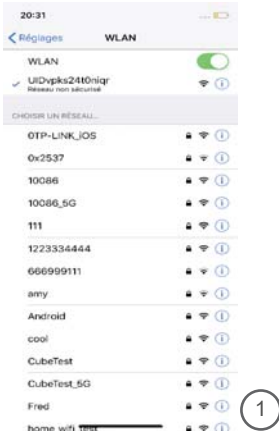 20:31
Réglages WLAN
WLAN
UIDvpks24t0niqr
Réseau non sécurisé
CHOISIR UN RÉSEAU...
0TP-LINK_iOS
0x2537
10086
10086_5G
111
1223334444
666999111
amy
Android
cool
CubeTest
CubeTest_5G
Fred
home wifi test
1